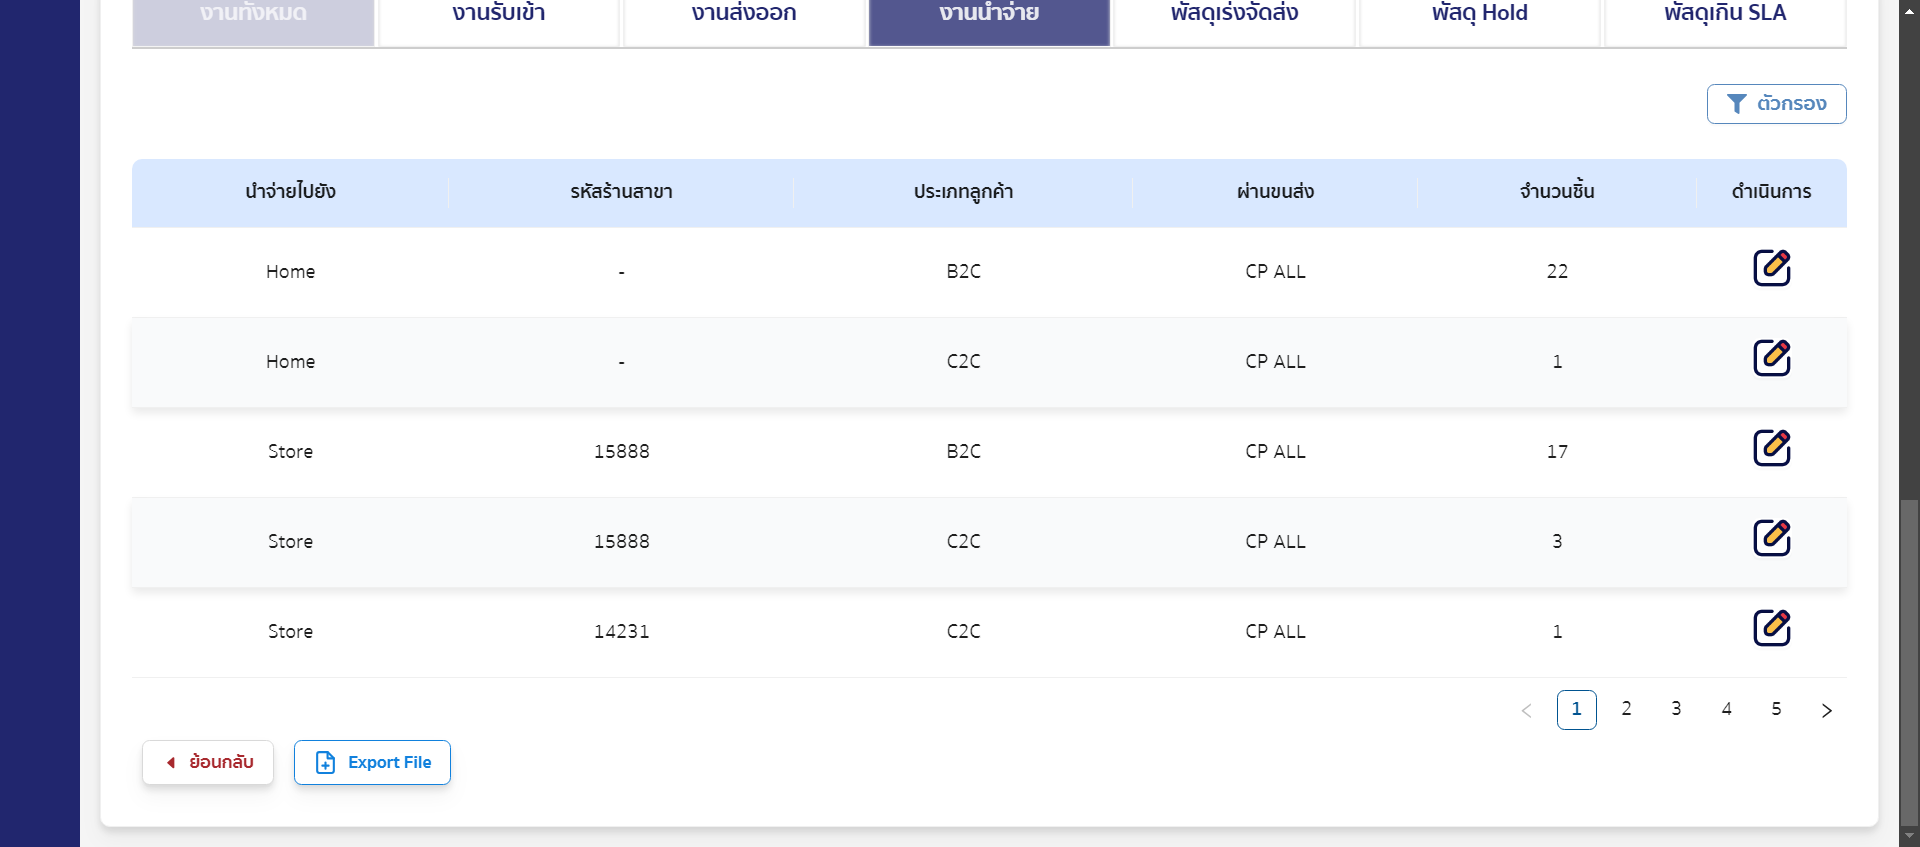 งานทั้งหมด งานรับเข้า งานส่งออก งานนำจ่าย พัสดุเร่งจัดส่ง พัสดุ Hold พัสดุเกิน SLA
ตัวกรอง
นำจ่ายไปยัง รหัสร้านสาขา ประเภทลูกค้า ผ่านขนส่ง จำนวนชิ้น ดำเนินการ
Home - B2C CP ALL 22
Home - C2C CP ALL 1
Store 15888 B2C CP ALL 17
Store 15888 C2C CP ALL 3
Store 14231 C2C CP ALL 1
< 1 2 3 4 5 >
ย้อนกลับ Export File